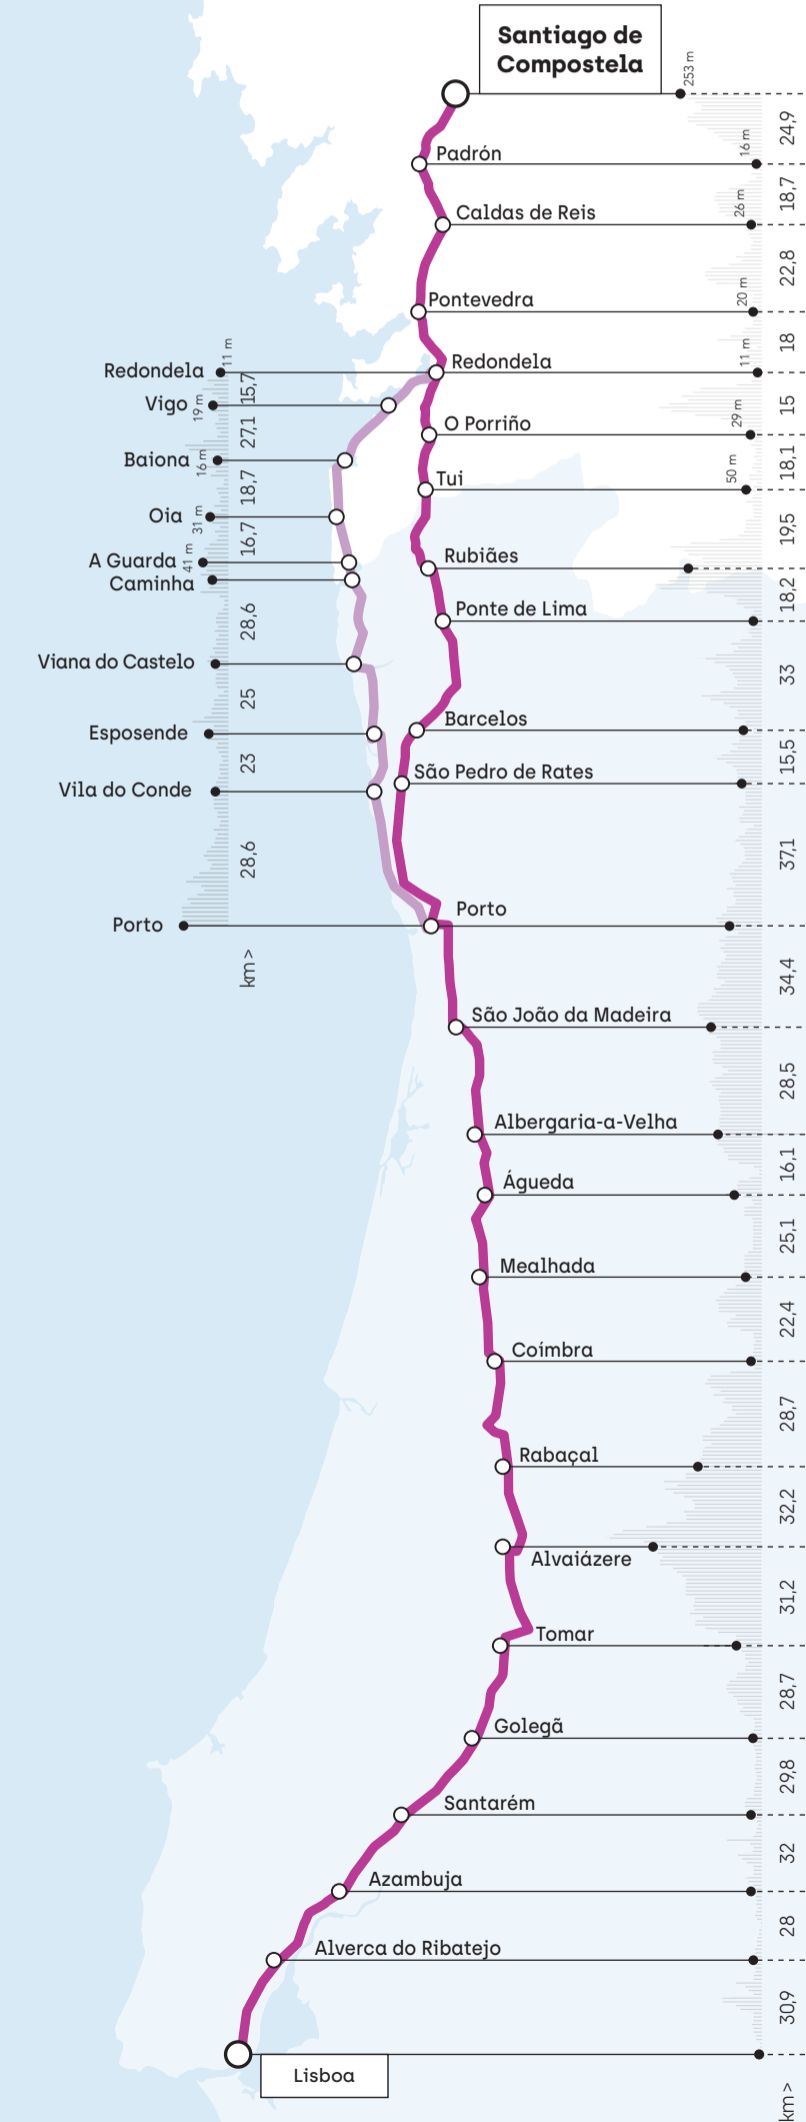 Santiago de
Compostela
253 m
24,9
Padrón
16 m
18,7
Caldas de Reis
26 m
22,8
Pontevedra
20 m
18
Redondela
11 m
Redondela
11 m
15,7
15
Vigo
19 m
27,1
O Porriño
29 m
18,1
Baiona
16 m
18,7
Tui
50 m
19,5
Oia
31 m
16,7
A Guarda
41 m
Rubiães
18,2
Caminha
28,6
Ponte de Lima
33
Viana do Castelo
25
Barcelos
15,5
Esposende
23
São Pedro de Rates
37,1
Vila do Conde
28,6
Porto
Porto
km >
34,4
São João da Madeira
28,5
Albergaria-a-Velha
16,1
Águeda
25,1
Mealhada
22,4
Coímbra
28,7
Rabaçal
32,2
Alvaiázere
31,2
Tomar
28,7
Golegã
29,8
Santarém
32
Azambuja
28
Alverca do Ribatejo
30,9
Lisboa
km >